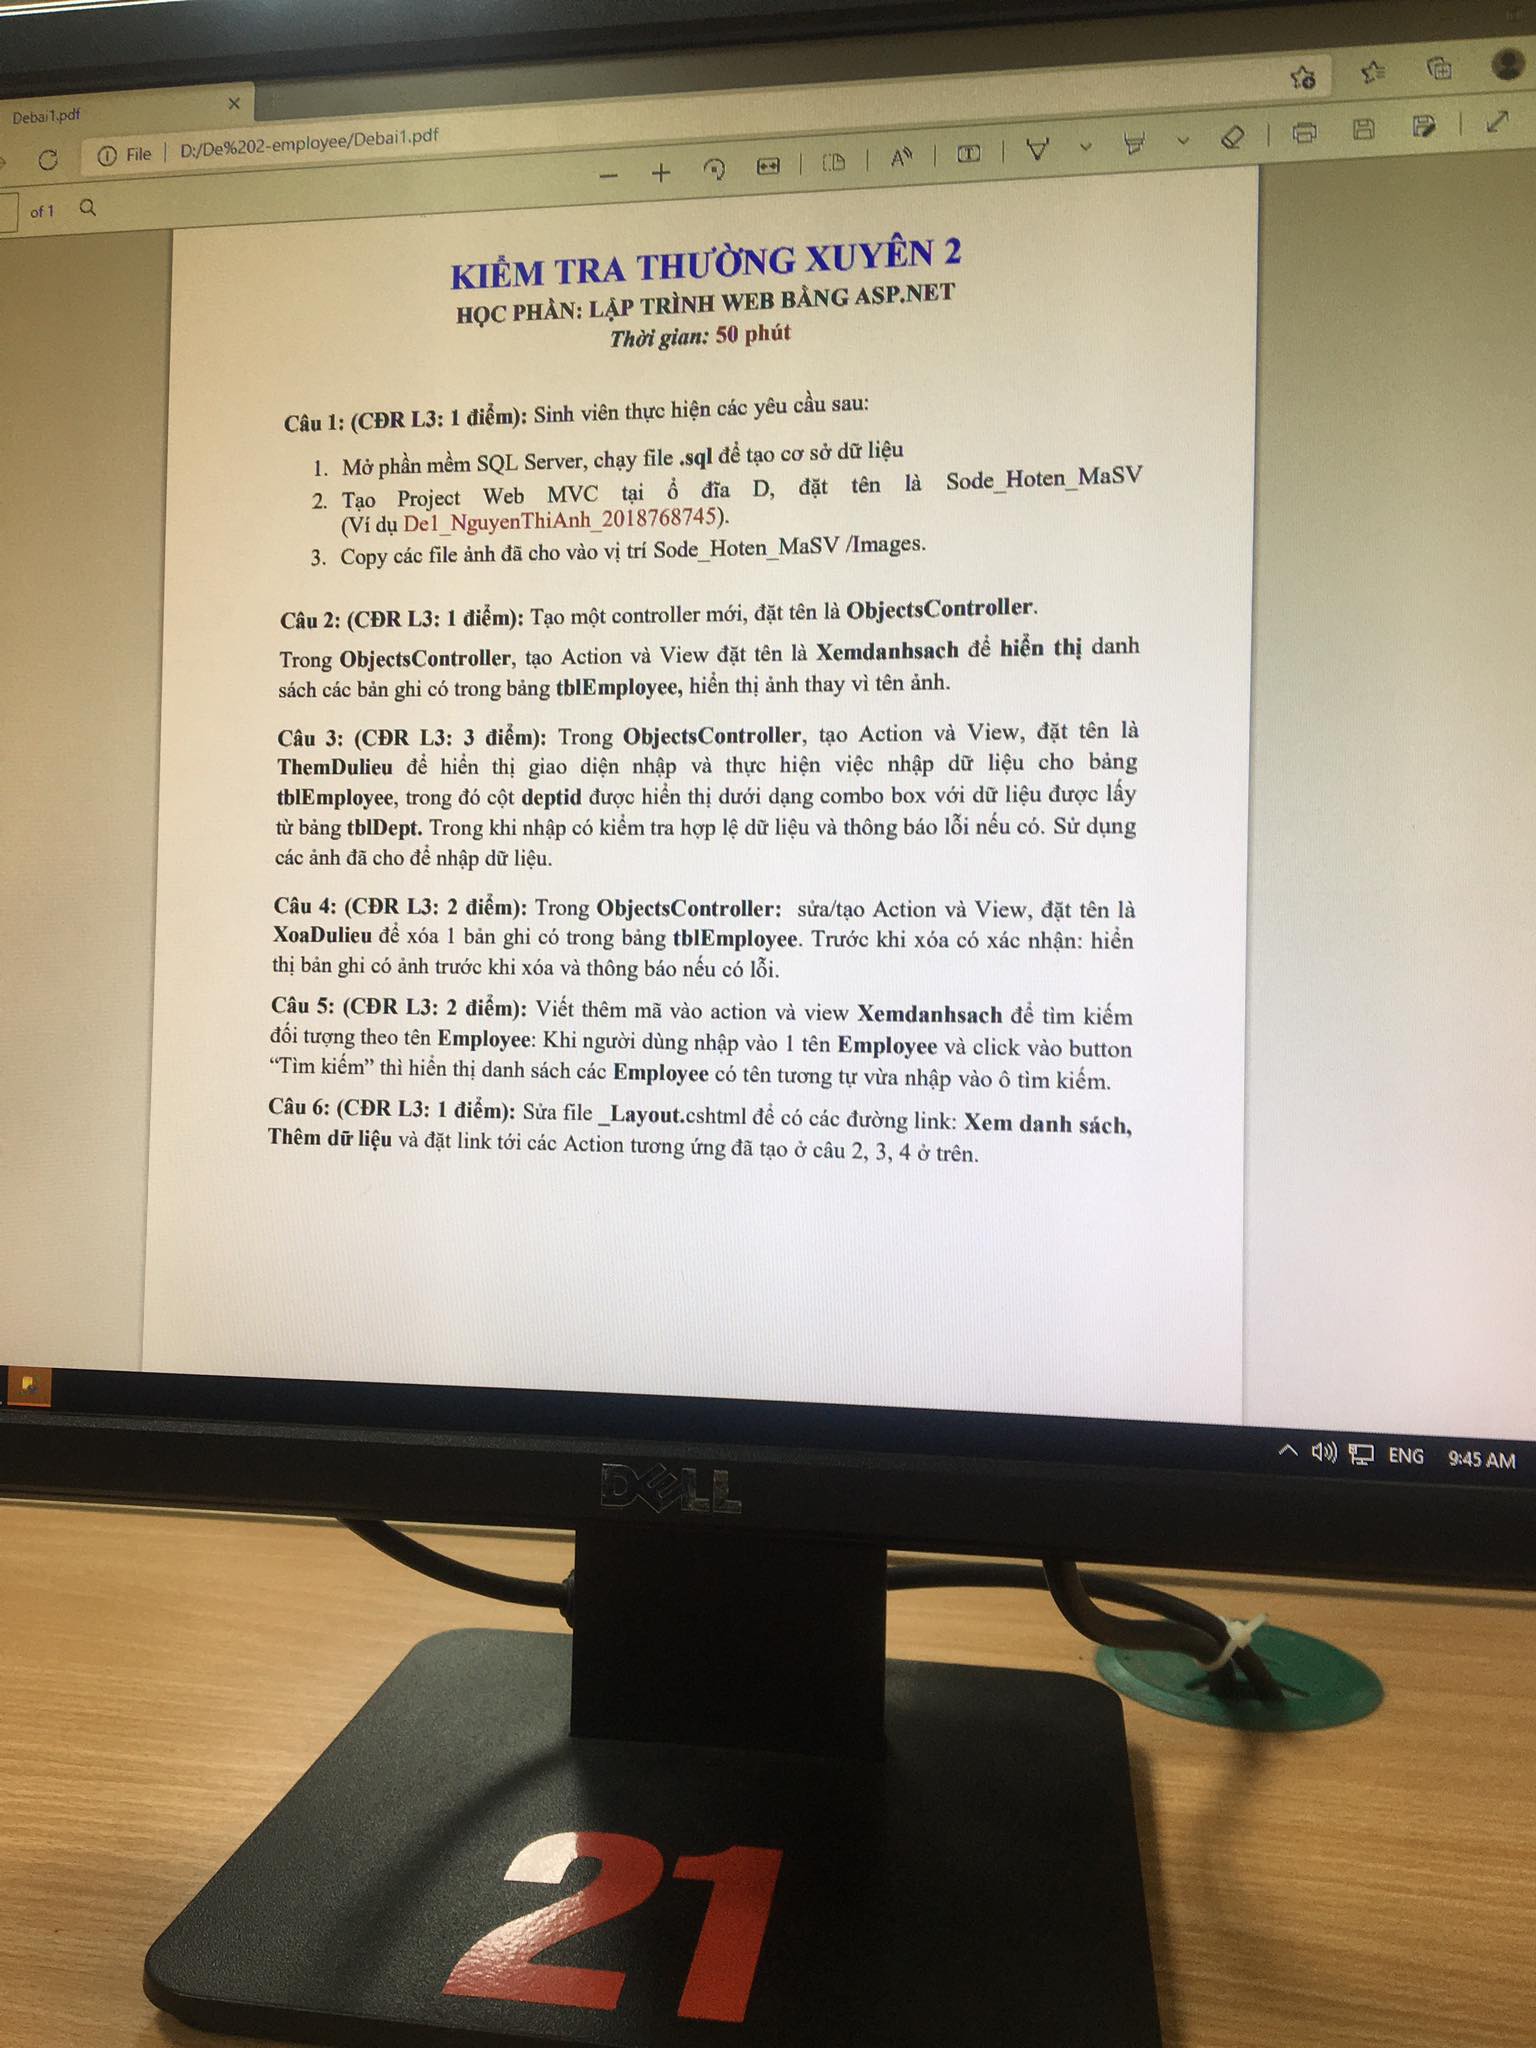 Debai1.pdf
File | D:/De%202-employee/Debai1.pdf
of 1
KIỂM TRA THƯỜNG XUYÊN 2
HỌC PHẦN: LẬP TRÌNH WEB BẰNG ASP.NET
Thời gian: 50 phút
Câu 1: (CĐR L3: 1 điểm): Sinh viên thực hiện các yêu cầu sau:
1. Mở phần mềm SQL Server, chạy file .sql để tạo cơ sở dữ liệu
2. Tạo Project Web MVC tại ổ đĩa D, đặt tên là Sode_Hoten_MaSV
(Ví dụ De1_NguyenThiAnh_2018768745).
3. Copy các file ảnh đã cho vào vị trí Sode_Hoten_MaSV /Images.
Câu 2: (CĐR L3: 1 điểm): Tạo một controller mới, đặt tên là ObjectsController.
Trong ObjectsController, tạo Action và View đặt tên là Xemdanhsach để hiển thị danh
sách các bản ghi có trong bảng tblEmployee, hiển thị ảnh thay vì tên ảnh.
Câu 3: (CĐR L3: 3 điểm): Trong ObjectsController, tạo Action và View, đặt tên là
ThemDulieu để hiển thị giao diện nhập và thực hiện việc nhập dữ liệu cho bảng
tblEmployee, trong đó cột deptid được hiển thị dưới dạng combo box với dữ liệu được lấy
từ bảng tblDept. Trong khi nhập có kiểm tra hợp lệ dữ liệu và thông báo lỗi nếu có. Sử dụng
các ảnh đã cho để nhập dữ liệu.
Câu 4: (CĐR L3: 2 điểm): Trong ObjectsController: sửa/tạo Action và View, đặt tên là
XoaDulieu để xóa 1 bản ghi có trong bảng tblEmployee. Trước khi xóa có xác nhận: hiển
thị bản ghi có ảnh trước khi xóa và thông báo nếu có lỗi.
Câu 5: (CĐR L3: 2 điểm): Viết thêm mã vào action và view Xemdanhsach để tìm kiếm
đối tượng theo tên Employee: Khi người dùng nhập vào 1 tên Employee và click vào button
“Tìm kiếm” thì hiển thị danh sách các Employee có tên tương tự vừa nhập vào ô tìm kiếm.
Câu 6: (CĐR L3: 1 điểm): Sửa file _Layout.cshtml để có các đường link: Xem danh sách,
Thêm dữ liệu và đặt link tới các Action tương ứng đã tạo ở câu 2, 3, 4 ở trên.
ENG 9:45 AM
DELL
21